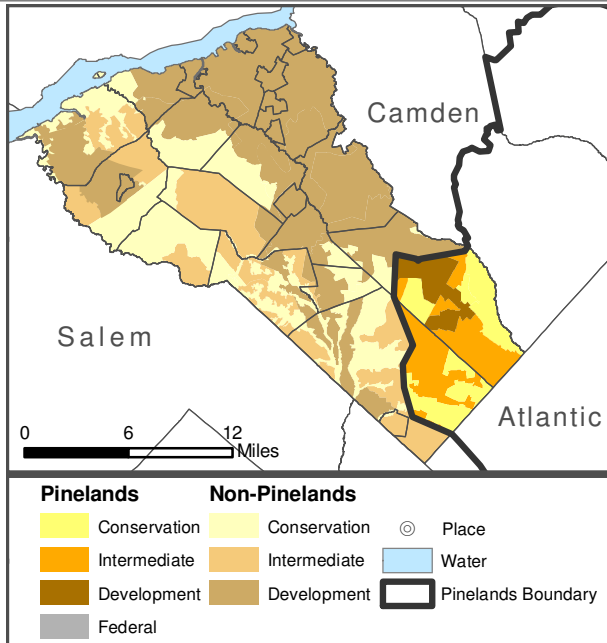 Camden
Salem
Atlantic
0 6 12
Miles
Pinelands Non-Pinelands
Conservation Conservation Place
Intermediate Intermediate Water
Development Development Pinelands Boundary
Federal